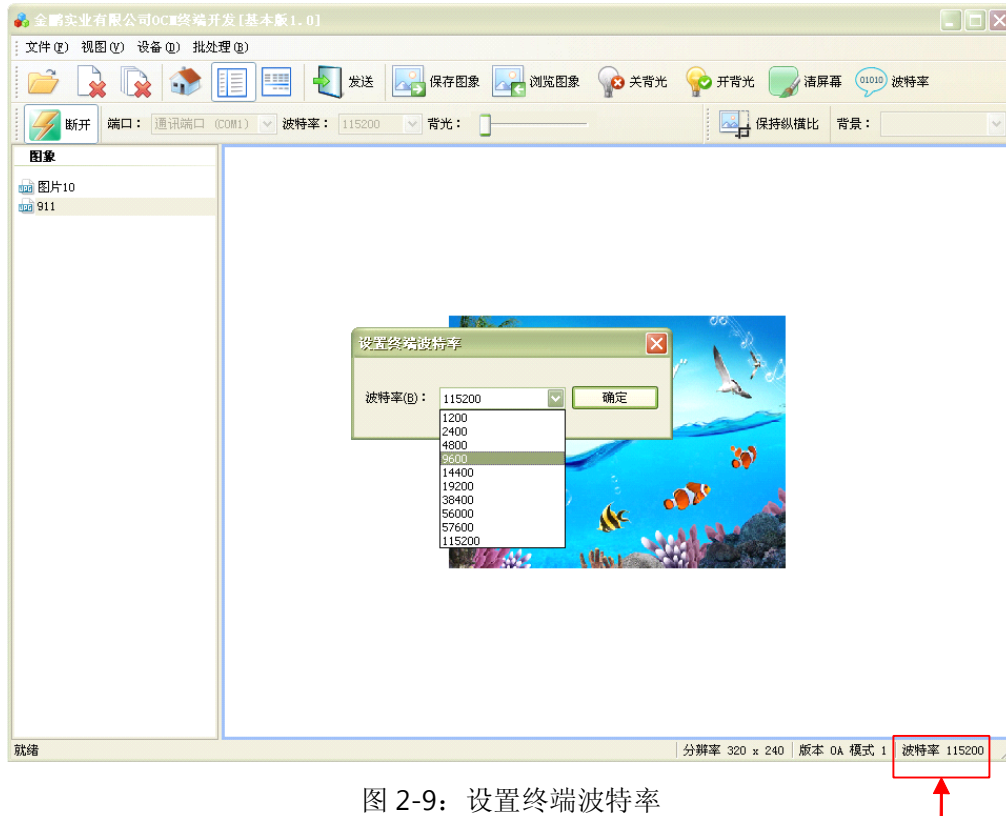 金鹏实业有限公司OCM终端开发[基本版1.0]
文件(F) 视图(V) 设备(D) 批处理(B)
发送 保存图象 浏览图象 关背光 开背光 清屏幕 01010 波特率
断开 端口： 通讯端口 (COM1) 波特率： 115200 背光： 保持纵横比 背景：
图象
图片10
911
设置终端波特率
波特率(B)： 115200 确定
1200
2400
4800
9600
14400
19200
38400
56000
57600
115200
就绪 分辨率 320 x 240 版本 0A 模式 1 波特率 115200
图 2-9：设置终端波特率